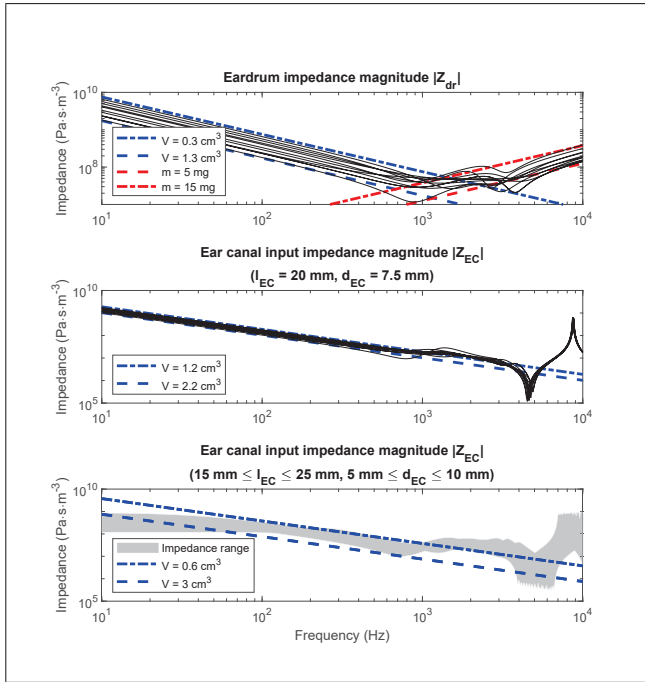 Eardrum impedance magnitude |Z_dr|
Impedance (Pa·s·m⁻³)
10¹⁰
10⁸
V = 0.3 cm³
V = 1.3 cm³
m = 5 mg
m = 15 mg
10¹ 10² 10³ 10⁴
Ear canal input impedance magnitude |Z_EC|
(l_EC = 20 mm, d_EC = 7.5 mm)
Impedance (Pa·s·m⁻³)
10¹⁰
10⁵
V = 1.2 cm³
V = 2.2 cm³
10¹ 10² 10³ 10⁴
Ear canal input impedance magnitude |Z_EC|
(15 mm ≤ l_EC ≤ 25 mm, 5 mm ≤ d_EC ≤ 10 mm)
Impedance (Pa·s·m⁻³)
10¹⁰
10⁵
Impedance range
V = 0.6 cm³
V = 3 cm³
10¹ 10² 10³ 10⁴
Frequency (Hz)